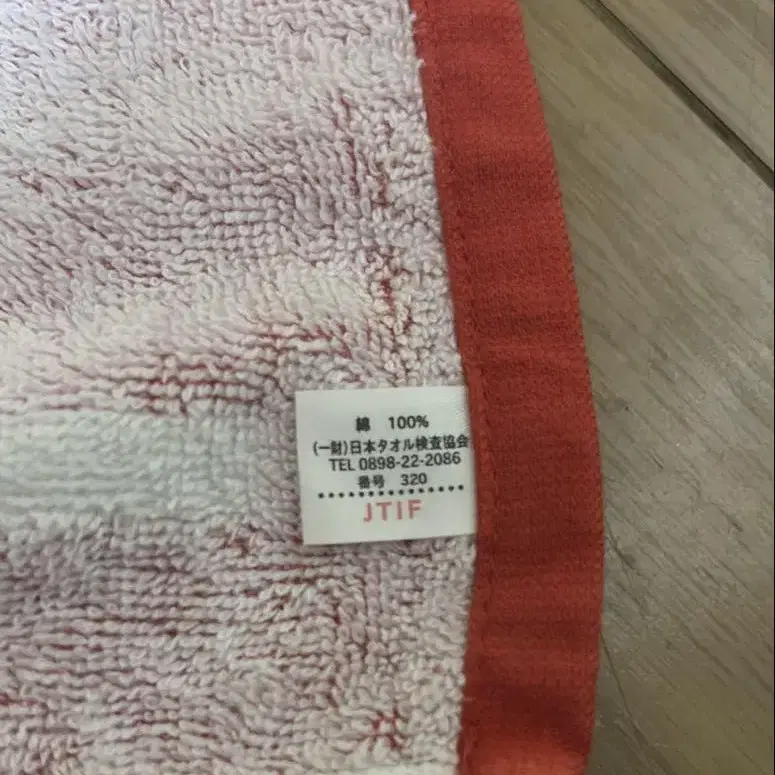 綿 100%
(一財)日本タオル検査協会
TEL 0898-22-2086
番号 320
JTIF